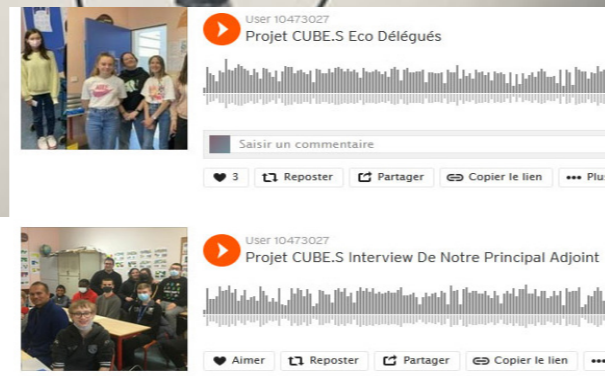 User 10473027
Projet CUBE.S Eco Délégués
Saisir un commentaire
3 Reposter Partager Copier le lien Plus
User 10473027
Projet CUBE.S Interview De Notre Principal Adjoint
Aimer Reposter Partager Copier le lien